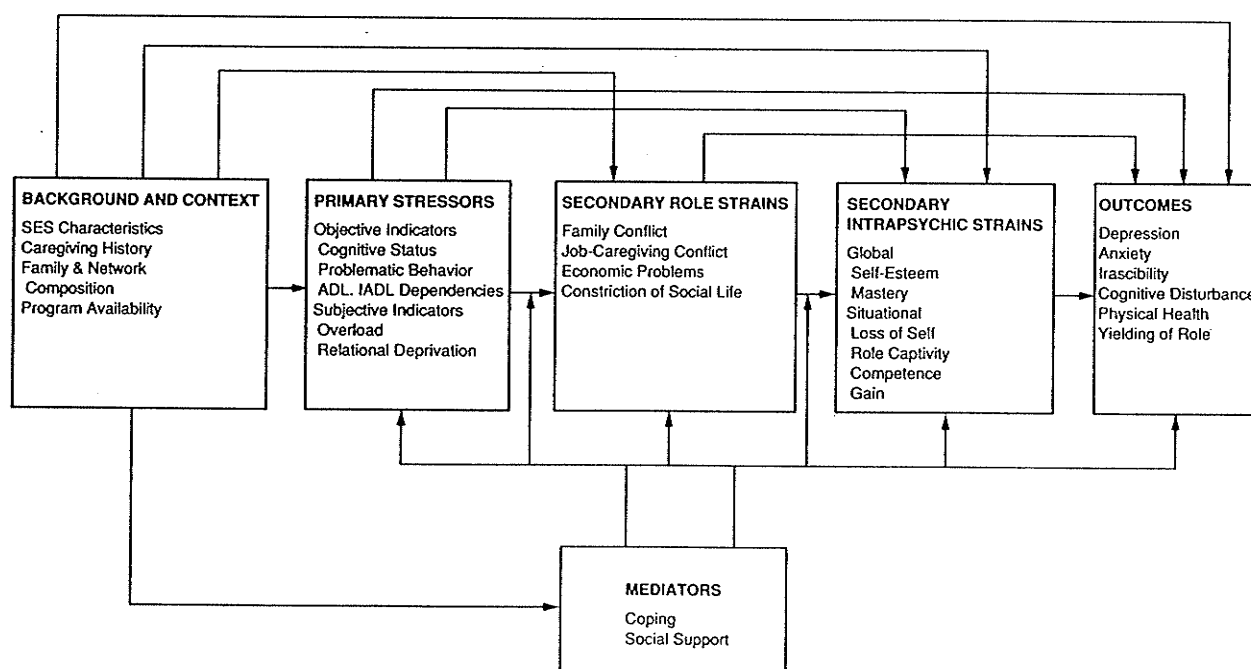 BACKGROUND AND CONTEXT
SES Characteristics
Caregiving History
Family & Network
Composition
Program Availability
PRIMARY STRESSORS
Objective Indicators
Cognitive Status
Problematic Behavior
ADL. IADL Dependencies
Subjective Indicators
Overload
Relational Deprivation
SECONDARY ROLE STRAINS
Family Conflict
Job-Caregiving Conflict
Economic Problems
Constriction of Social Life
SECONDARY
INTRAPSYCHIC STRAINS
Global
Self-Esteem
Mastery
Situational
Loss of Self
Role Captivity
Competence
Gain
OUTCOMES
Depression
Anxiety
Irascibility
Cognitive Disturbance
Physical Health
Yielding of Role
MEDIATORS
Coping
Social Support